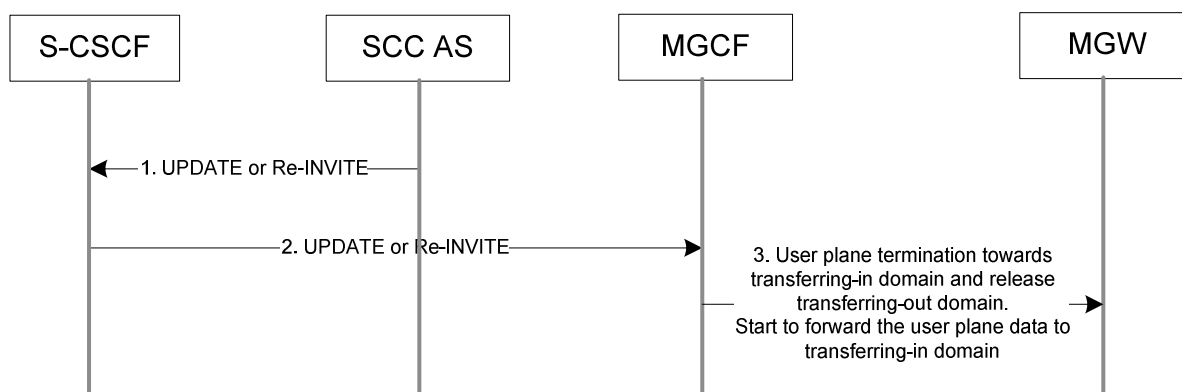 S-CSCF
SCC AS
MGCF
MGW
1. UPDATE or Re-INVITE
2. UPDATE or Re-INVITE
3. User plane termination towards
transferring-in domain and release
transferring-out domain.
Start to forward the user plane data to
transferring-in domain